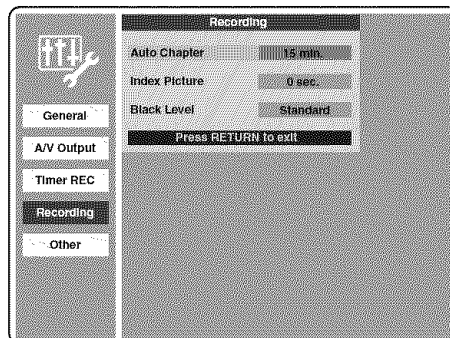 Recording
Auto Chapter 15 min.
Index Picture 0 sec.
Black Level Standard
Press RETURN to exit
General
A/V Output
Timer REC
Recording
Other